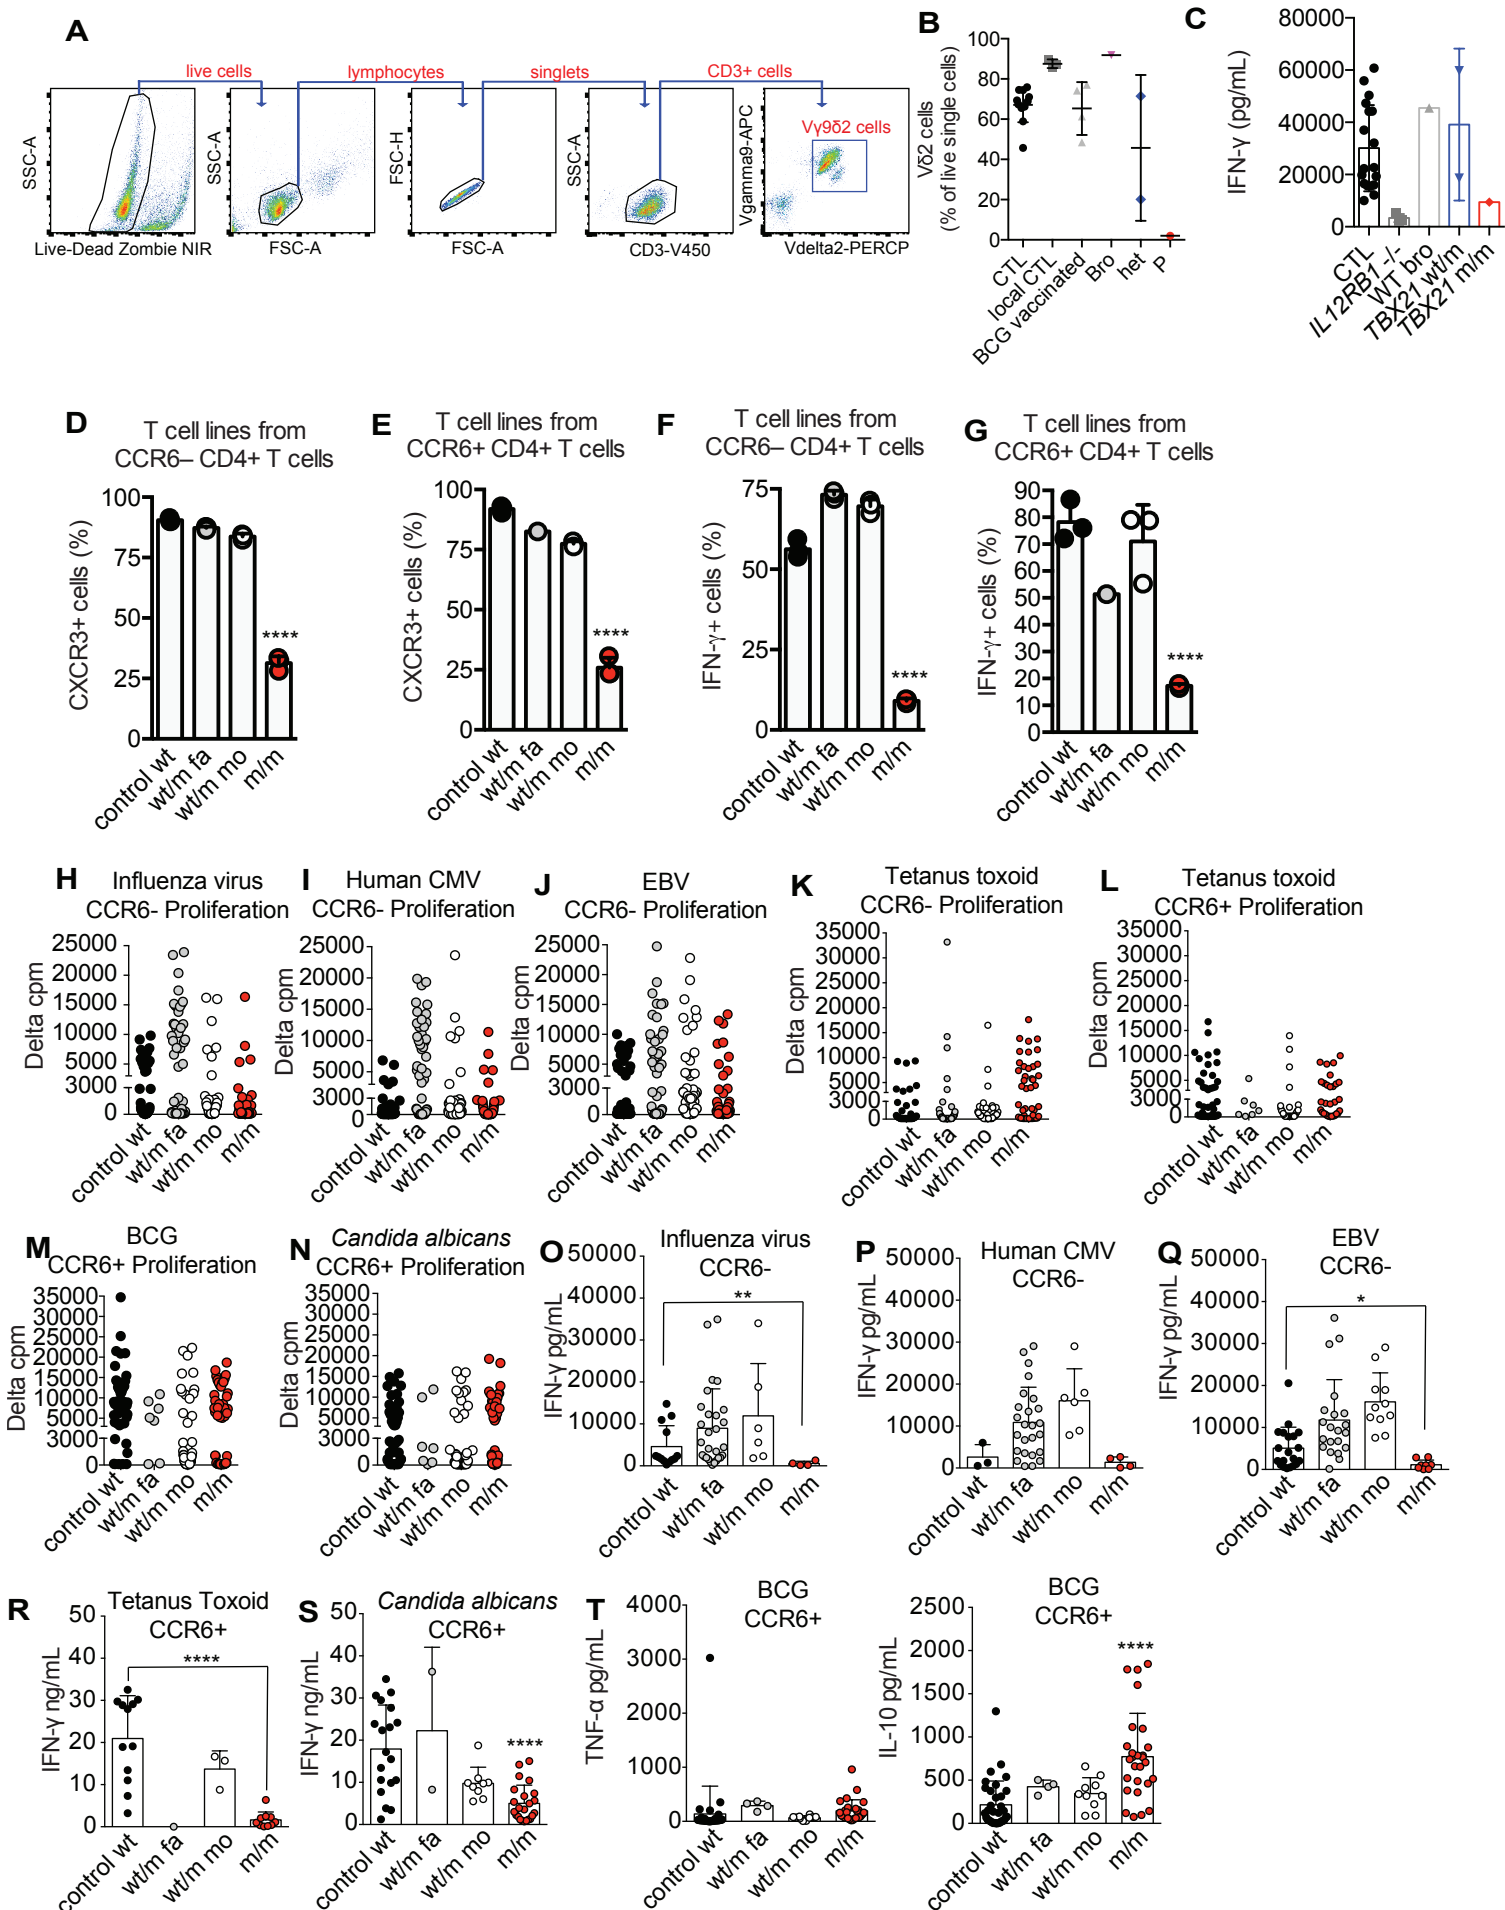 A
live cells
lymphocytes
singlets
CD3+ cells
SSC-A
Live-Dead Zombie NIR
SSC-A
FSC-A
FSC-H
FSC-A
SSC-A
CD3-V450
Vgamma9-APC
Vγ9δ2 cells
Vdelta2-PERCP
B
Vδ2 cells
(% of live single cells)
100
80
60
40
20
0
CTL
local CTL
BCG vaccinated
Bro
het
P
C
IFN-γ (pg/mL)
80000
60000
40000
20000
0
CTL
IL12RB1 -/-
WT bro
TBX21 wt/m
TBX21 m/m
D
T cell lines from
CCR6– CD4+ T cells
CXCR3+ cells (%)
100
75
50
25
0
****
control wt
wt/m fa
wt/m mo
m/m
E
T cell lines from
CCR6+ CD4+ T cells
CXCR3+ cells (%)
100
75
50
25
0
****
control wt
wt/m fa
wt/m mo
m/m
F
T cell lines from
CCR6– CD4+ T cells
IFN-γ+ cells (%)
75
50
25
0
****
control wt
wt/m fa
wt/m mo
m/m
G
T cell lines from
CCR6+ CD4+ T cells
IFN-γ+ cells (%)
90
80
70
60
50
40
30
20
10
0
****
control wt
wt/m fa
wt/m mo
m/m
H
Influenza virus
CCR6- Proliferation
Delta cpm
25000
20000
15000
10000
5000
3000
0
control wt
wt/m fa
wt/m mo
m/m
I
Human CMV
CCR6- Proliferation
Delta cpm
25000
20000
15000
10000
5000
3000
0
control wt
wt/m fa
wt/m mo
m/m
J
EBV
CCR6- Proliferation
Delta cpm
25000
20000
15000
10000
5000
3000
0
control wt
wt/m fa
wt/m mo
m/m
K
Tetanus toxoid
CCR6- Proliferation
Delta cpm
35000
30000
25000
20000
15000
10000
5000
3000
0
control wt
wt/m fa
wt/m mo
m/m
L
Tetanus toxoid
CCR6+ Proliferation
Delta cpm
35000
30000
25000
20000
15000
10000
5000
3000
0
control wt
wt/m fa
wt/m mo
m/m
M
BCG
CCR6+ Proliferation
Delta cpm
35000
30000
25000
20000
15000
10000
5000
3000
0
control wt
wt/m fa
wt/m mo
m/m
N
Candida albicans
CCR6+ Proliferation
Delta cpm
35000
30000
25000
20000
15000
10000
5000
3000
0
control wt
wt/m fa
wt/m mo
m/m
O
Influenza virus
CCR6-
IFN-γ pg/mL
50000
40000
30000
20000
10000
0
**
control wt
wt/m fa
wt/m mo
m/m
P
Human CMV
CCR6-
IFN-γ pg/mL
50000
40000
30000
20000
10000
0
control wt
wt/m fa
wt/m mo
m/m
Q
EBV
CCR6-
IFN-γ pg/mL
50000
40000
30000
20000
10000
0
*
control wt
wt/m fa
wt/m mo
m/m
R
Tetanus Toxoid
CCR6+
IFN-γ ng/mL
50
40
30
20
10
0
****
control wt
wt/m fa
wt/m mo
m/m
S
Candida albicans
CCR6+
IFN-γ ng/mL
50
40
30
20
10
0
****
control wt
wt/m fa
wt/m mo
m/m
T
BCG
CCR6+
TNF-α pg/mL
4000
3000
2000
1000
0
control wt
wt/m fa
wt/m mo
m/m
BCG
CCR6+
IL-10 pg/mL
2500
2000
1500
1000
500
0
****
control wt
wt/m fa
wt/m mo
m/m